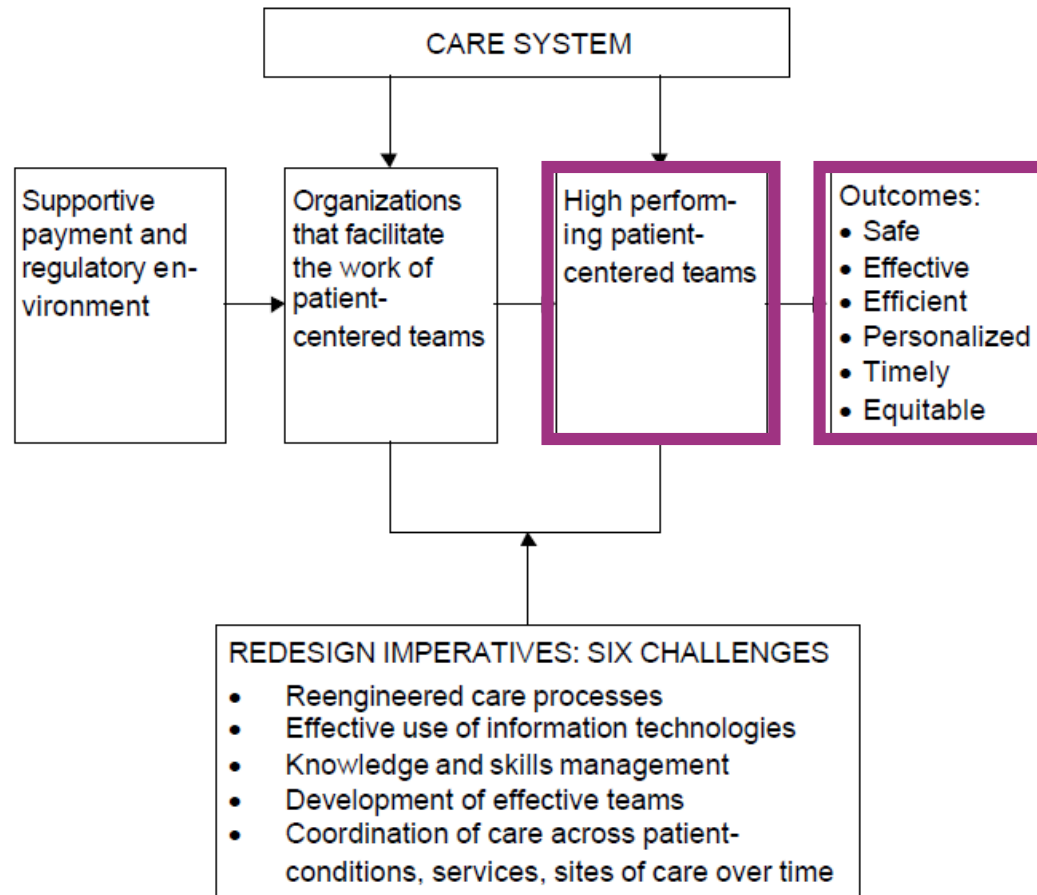 CARE SYSTEM
Supportive
payment and
regulatory en-
vironment
Organizations
that facilitate
the work of
patient-
centered teams
High perform-
ing patient-
centered teams
Outcomes:
• Safe
• Effective
• Efficient
• Personalized
• Timely
• Equitable
REDESIGN IMPERATIVES: SIX CHALLENGES
• Reengineered care processes
• Effective use of information technologies
• Knowledge and skills management
• Development of effective teams
• Coordination of care across patient-
conditions, services, sites of care over time